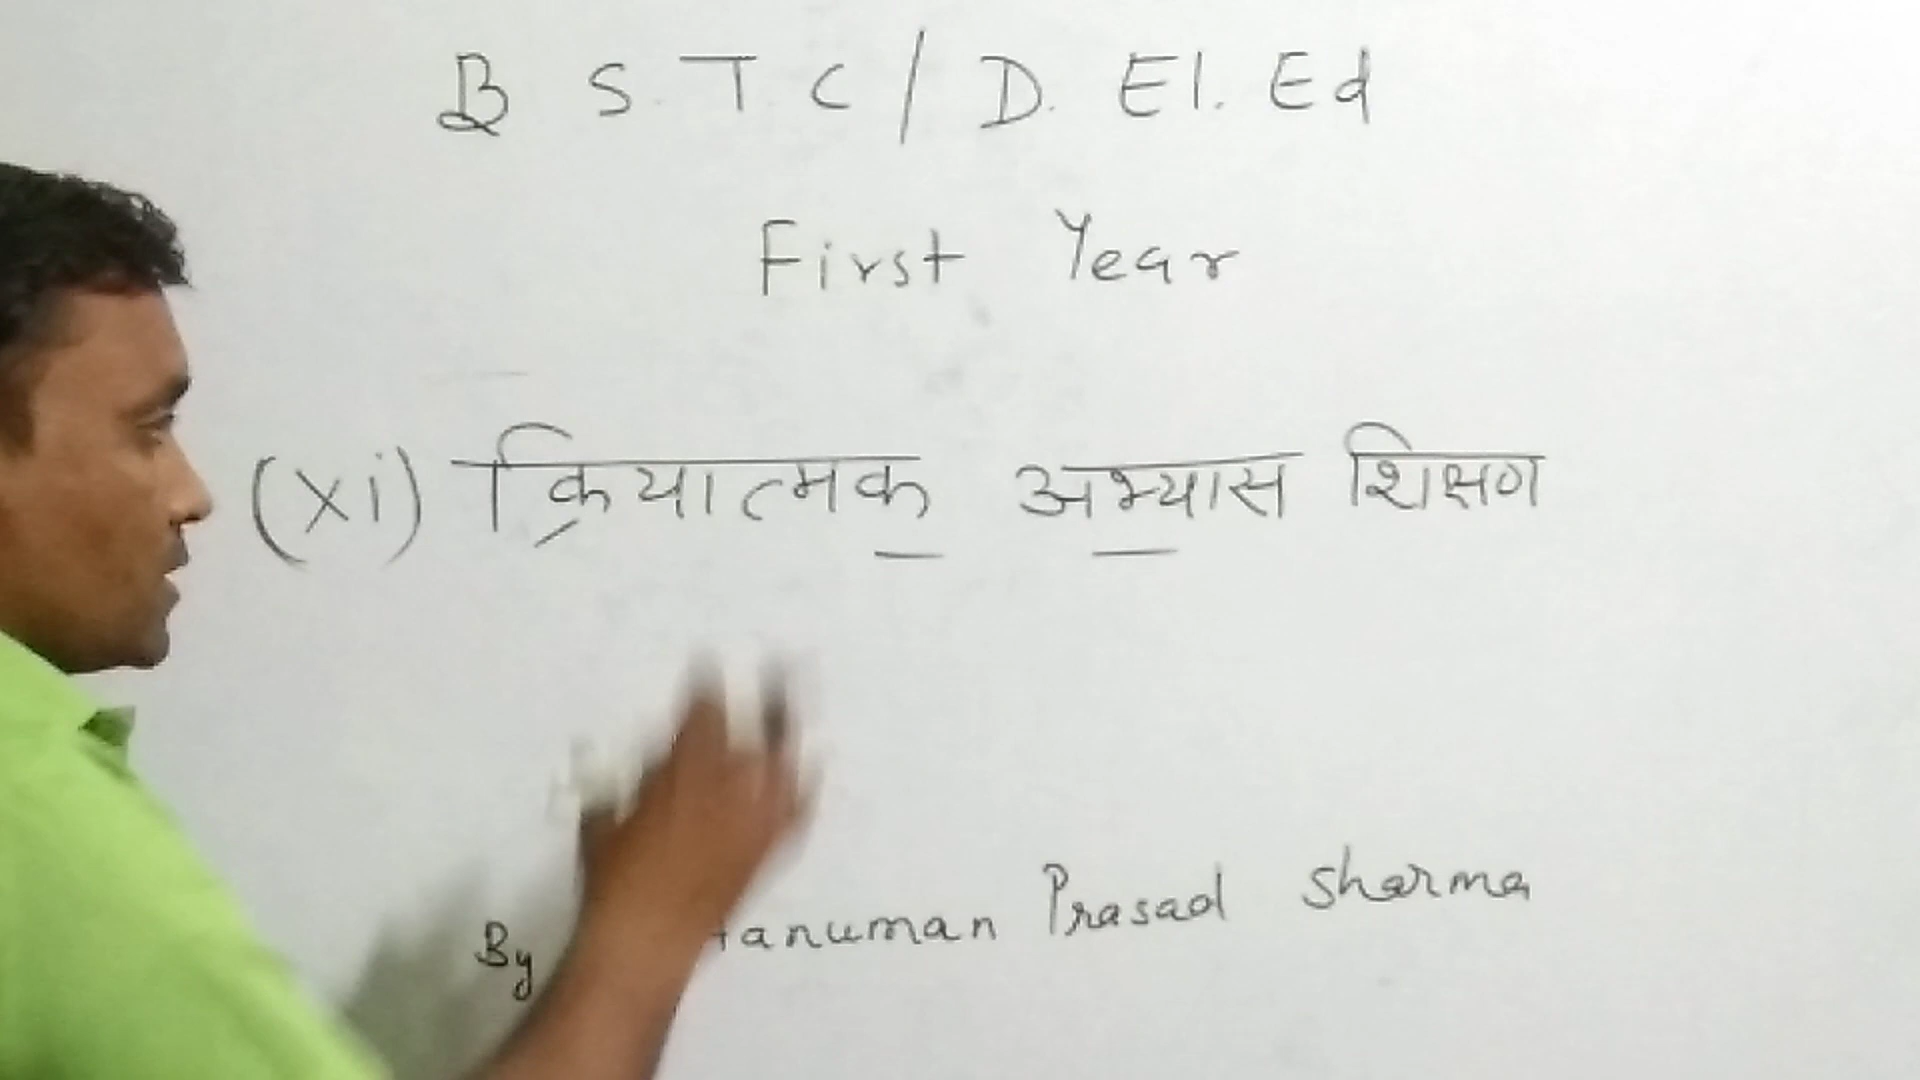 B S. T. C / D. El. Ed
First Year
(xi) क्रियात्मक अभ्यास शिक्षण
By anuman Prasad Sharma